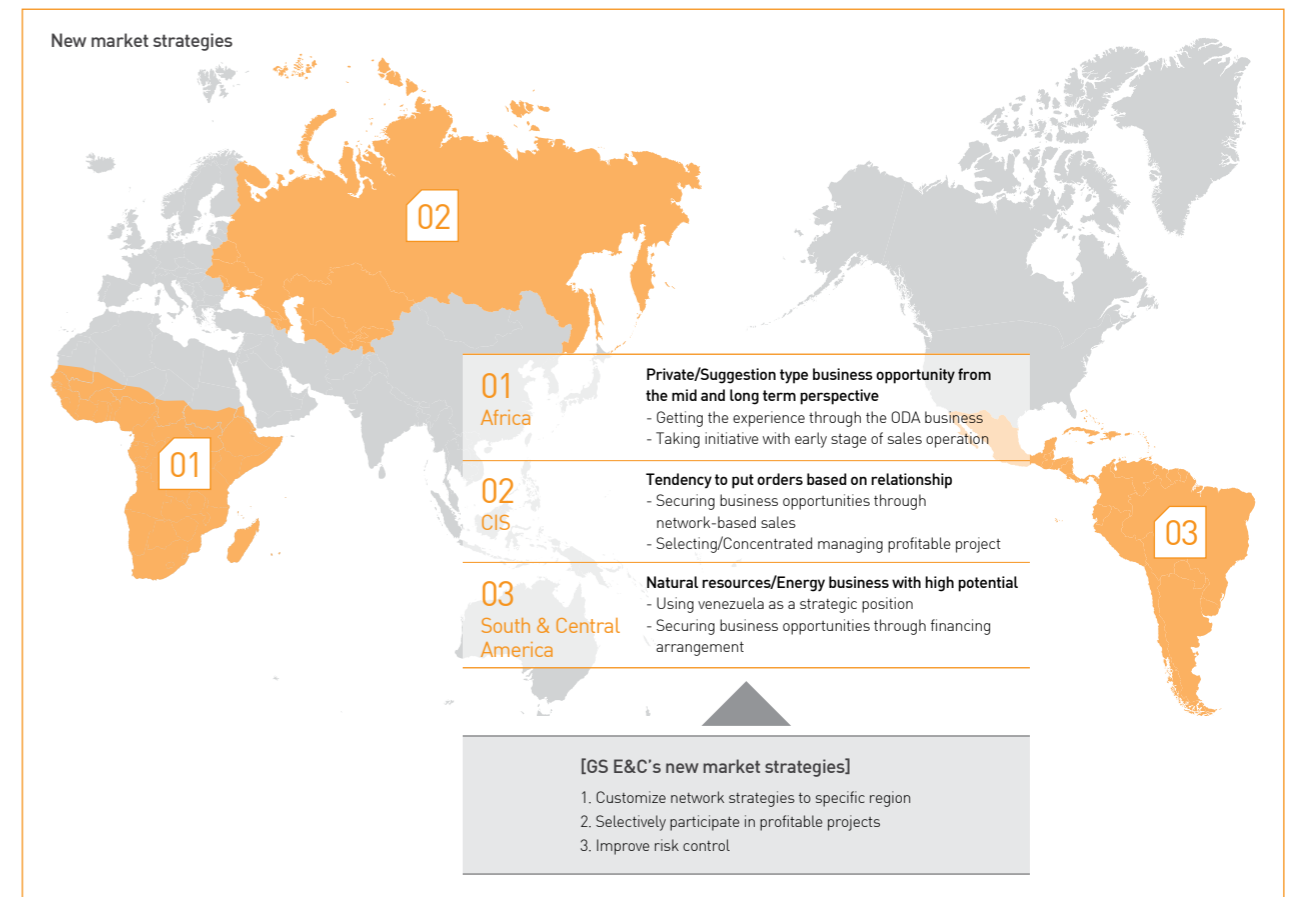 New market strategies
02
01
03
01
Africa
Private/Suggestion type business opportunity from
the mid and long term perspective
- Getting the experience through the ODA business
- Taking initiative with early stage of sales operation
02
CIS
Tendency to put orders based on relationship
- Securing business opportunities through
network-based sales
- Selecting/Concentrated managing profitable project
03
South & Central
America
Natural resources/Energy business with high potential
- Using venezuela as a strategic position
- Securing business opportunities through financing
arrangement
[GS E&C’s new market strategies]
1. Customize network strategies to specific region
2. Selectively participate in profitable projects
3. Improve risk control